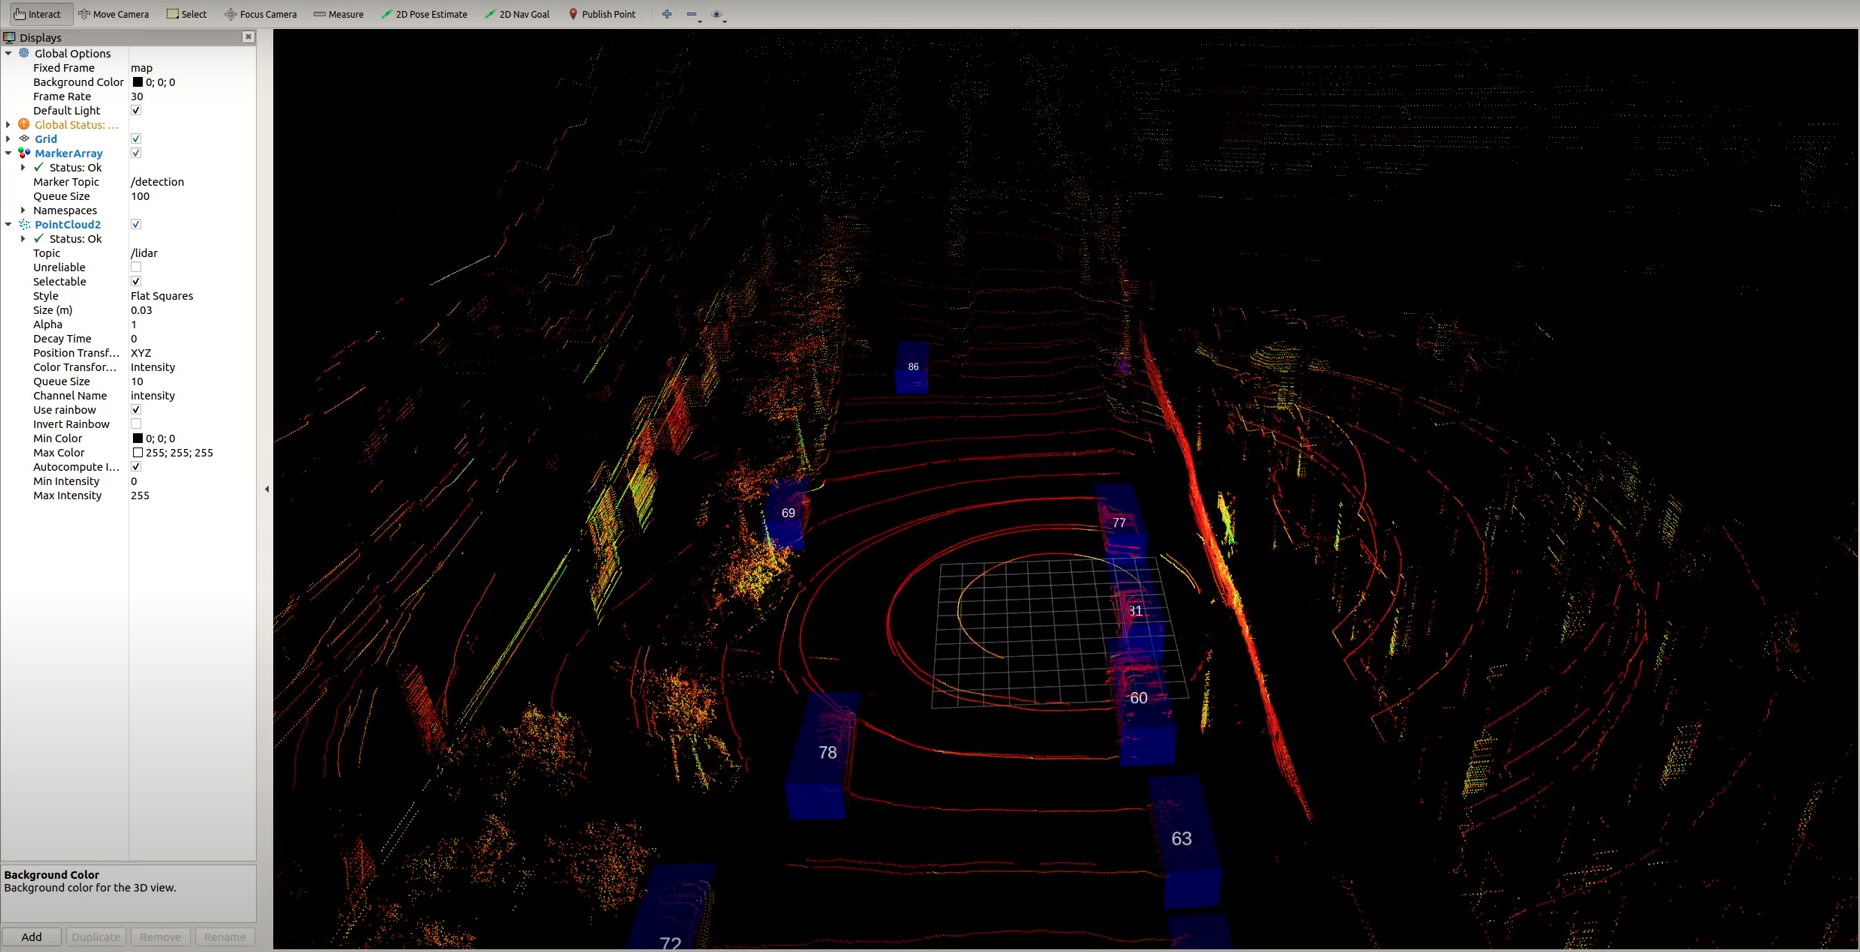 Interact Move Camera Select Focus Camera Measure 2D Pose Estimate 2D Nav Goal Publish Point
Displays
Global Options
Fixed Frame map
Background Color 0; 0; 0
Frame Rate 30
Default Light
Global Status: ...
Grid
MarkerArray
Status: Ok
Marker Topic /detection
Queue Size 100
Namespaces
PointCloud2
Status: Ok
Topic /lidar
Unreliable
Selectable
Style Flat Squares
Size (m) 0.03
Alpha 1
Decay Time 0
Position Transf... XYZ
Color Transfor... Intensity
Queue Size 10
Channel Name intensity
Use rainbow
Invert Rainbow
Min Color 0; 0; 0
Max Color 255; 255; 255
Autocompute I...
Min Intensity 0
Max Intensity 255
Background Color
Background color for the 3D view.
Add Duplicate Remove Rename
86
69
77
60
78
63
72